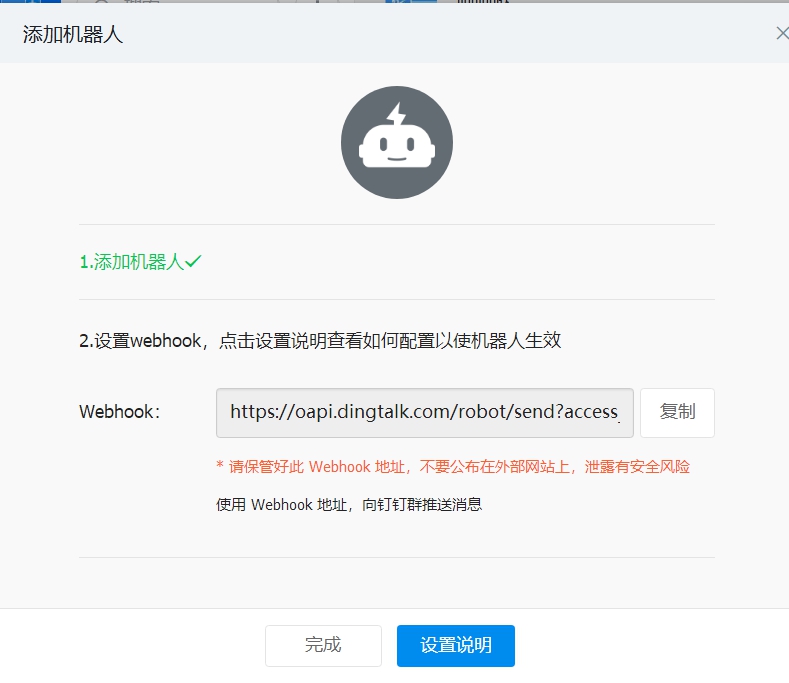 添加机器人
1.添加机器人
2.设置webhook，点击设置说明查看如何配置以使机器人生效
Webhook：
https://oapi.dingtalk.com/robot/send?access_
复制
* 请保管好此 Webhook 地址，不要公布在外部网站上，泄露有安全风险
使用 Webhook 地址，向钉钉群推送消息
完成
设置说明